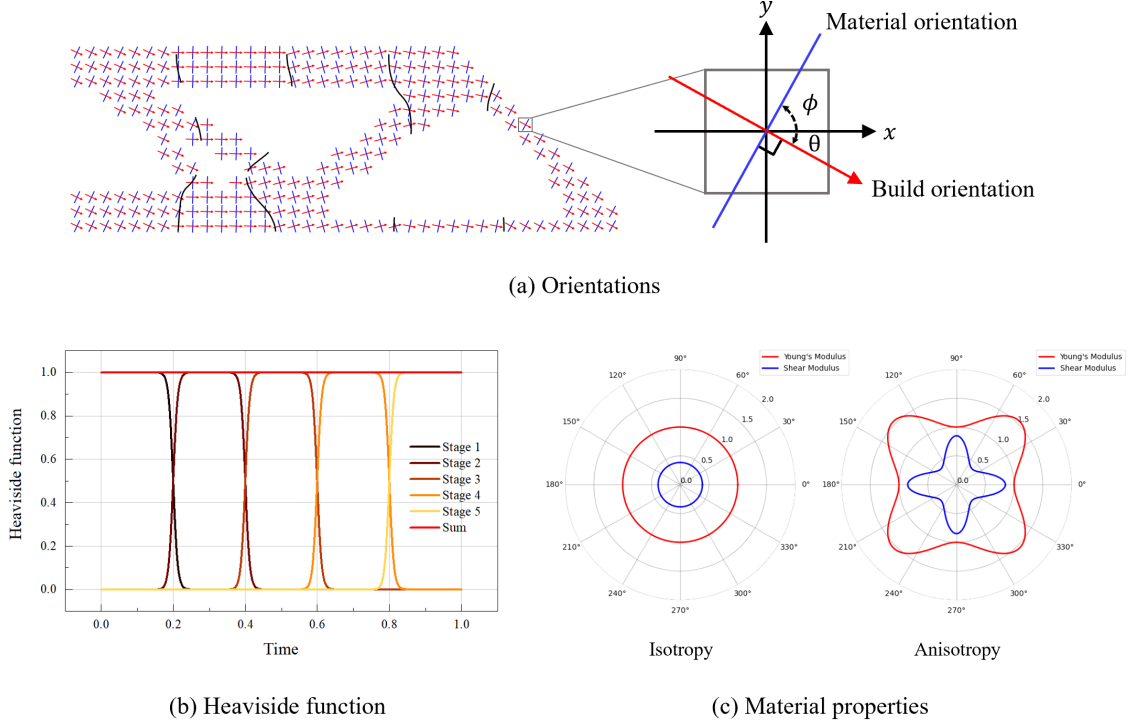 y
Material orientation
ϕ
x
θ
Build orientation
(a) Orientations
Heaviside function
1.0
0.8
0.6
0.4
0.2
0.0
Stage 1
Stage 2
Stage 3
Stage 4
Stage 5
Sum
0.0 0.2 0.4 0.6 0.8 1.0
Time
(b) Heaviside function
Young's Modulus
Shear Modulus
90°
120° 60°
150° 30°
180° 0°
210° 330°
240° 300°
270°
2.0
1.5
1.0
0.5
0.0
Isotropy
Young's Modulus
Shear Modulus
90°
120° 60°
150° 30°
180° 0°
210° 330°
240° 300°
270°
2.0
1.5
1.0
0.5
0.0
Anisotropy
(c) Material properties